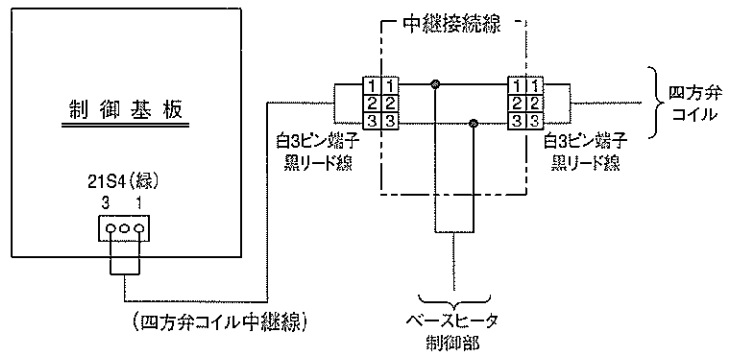 中継接続線
制御基板
21S4(緑)
3 1
(四方弁コイル中継線)
1 1
2 2
3 3
白3ピン端子
黒リード線
1 1
2 2
3 3
白3ピン端子
黒リード線
四方弁
コイル
ベースヒータ
制御部